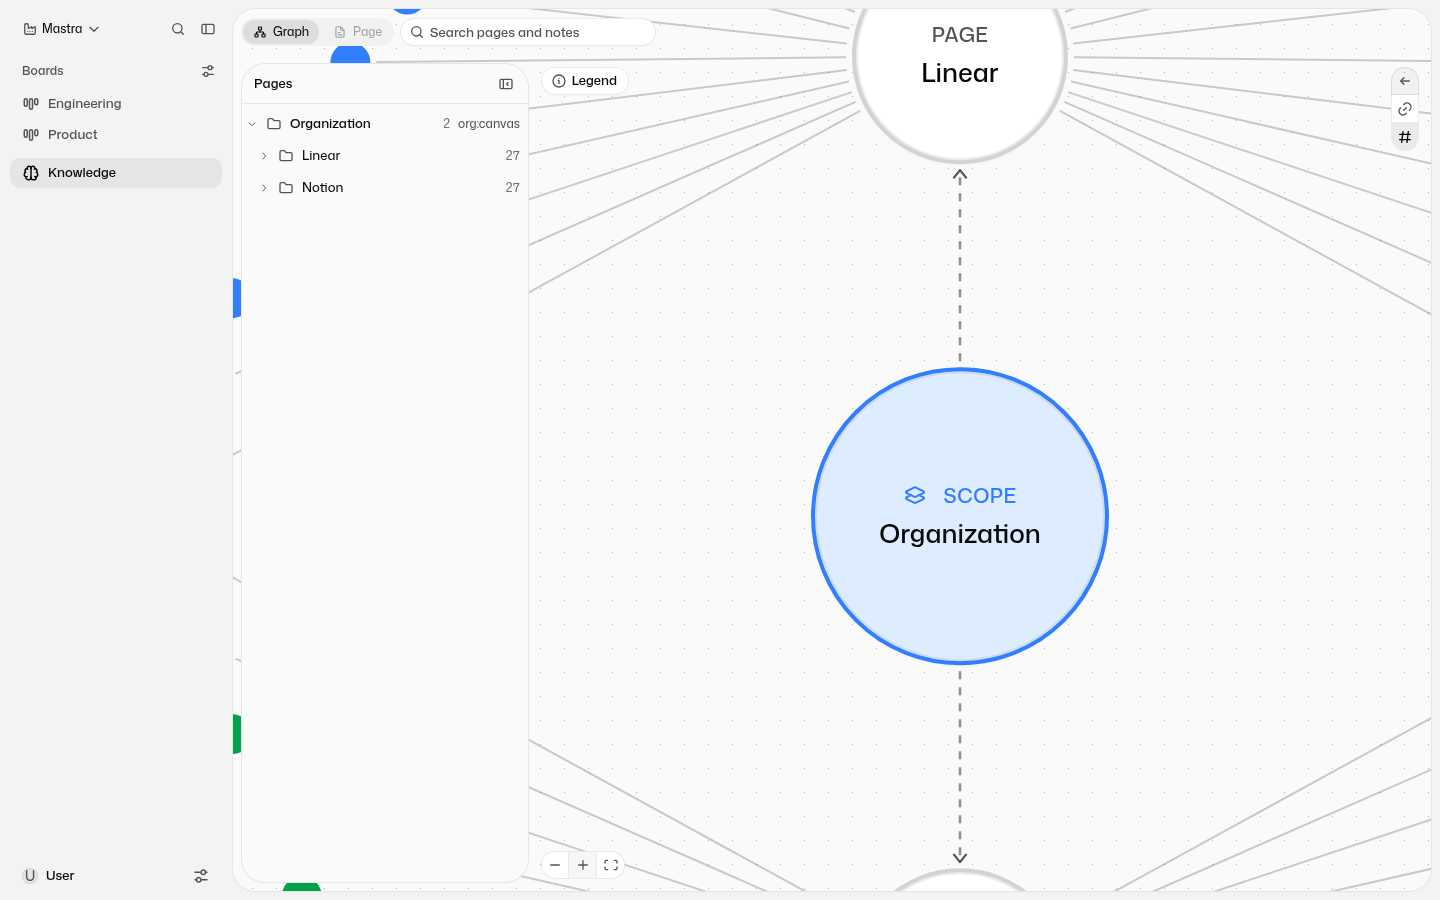 Mastra
Boards
Engineering
Product
Knowledge
User
Graph
Page
Search pages and notes
Pages
Organization 2 org:canvas
Linear 27
Notion 27
Legend
PAGE
Linear
SCOPE
Organization
U